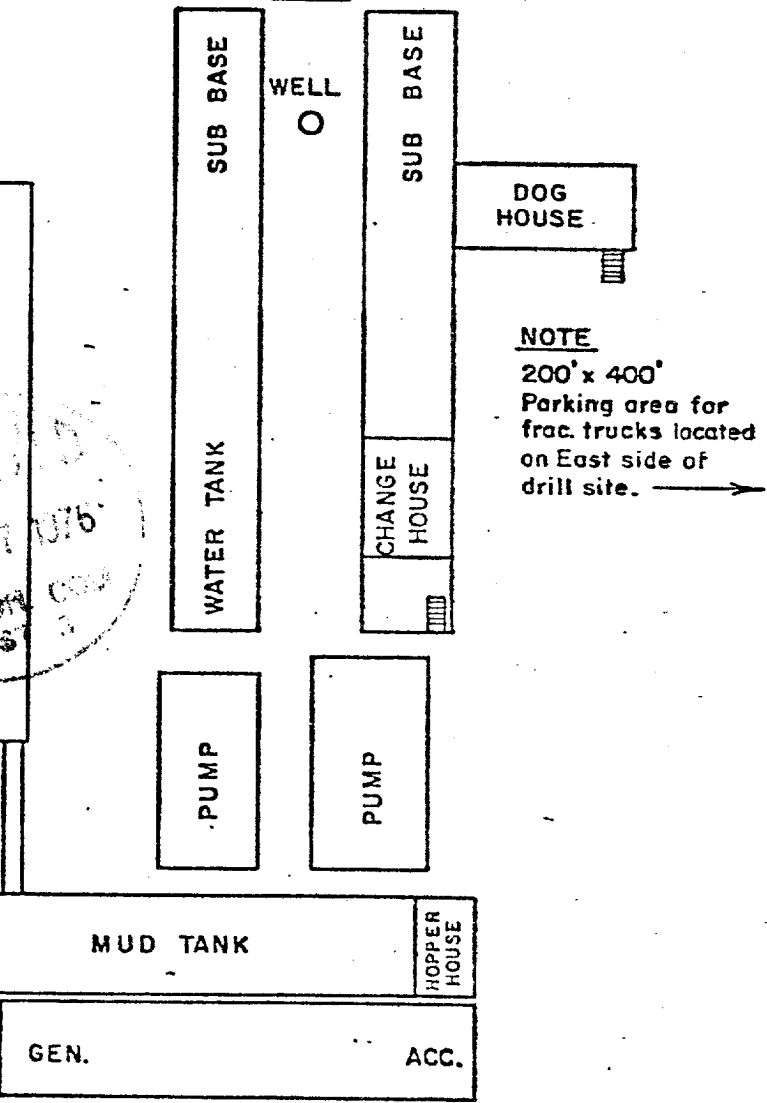 SUB BASE
WELL
SUB BASE
DOG
HOUSE
NOTE
200' x 400'
Parking area for
frac. trucks located
on East side of
drill site.
WATER TANK
CHANGE
HOUSE
PUMP
PUMP
MUD TANK
HOPPER
HOUSE
GEN.
ACC.